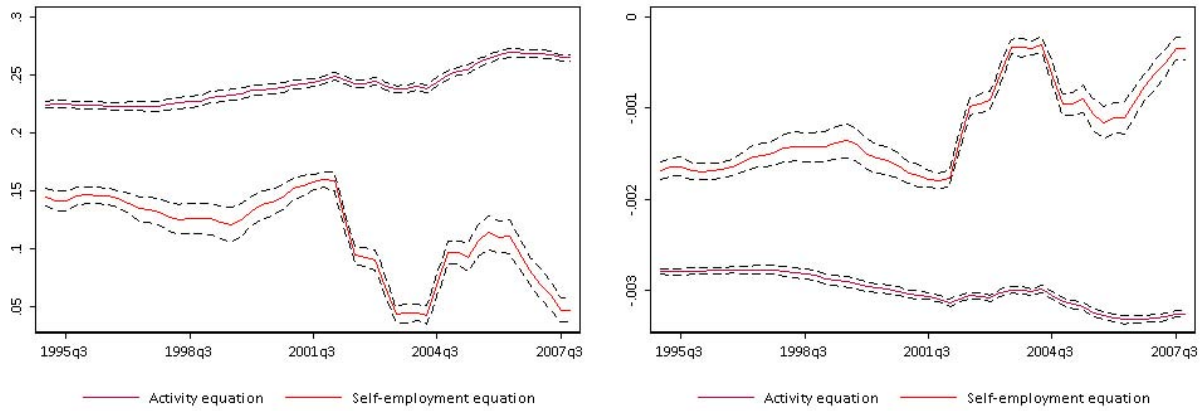 .3
.25
.2
.15
.1
.05
1995q3 1998q3 2001q3 2004q3 2007q3
Activity equation Self-employment equation
0
-.001
-.002
-.003
1995q3 1998q3 2001q3 2004q3 2007q3
Activity equation Self-employment equation